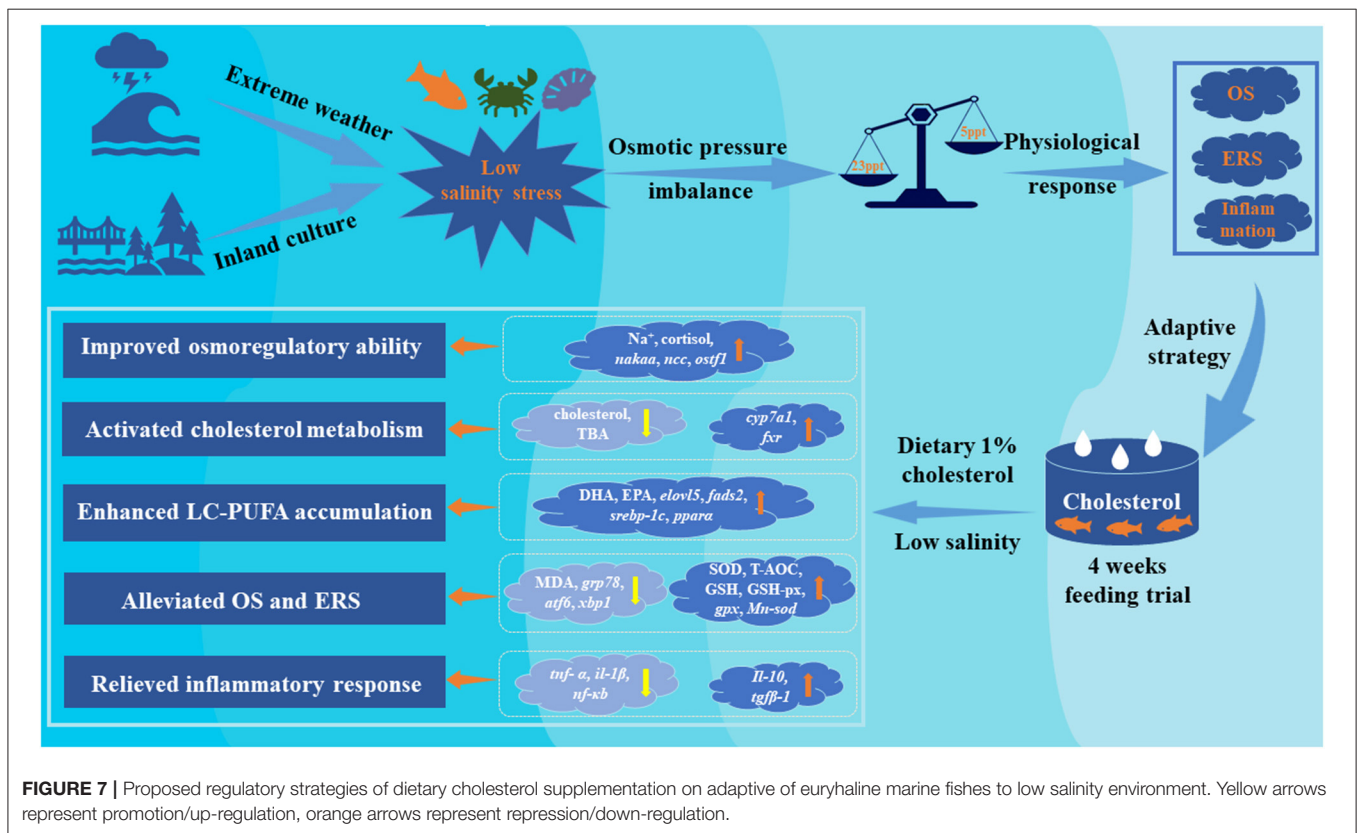 Extreme weather
Inland culture
Low
salinity stress
Osmotic pressure
imbalance
23ppt
5ppt
Physiological
response
OS
ERS
Inflam
mation
Adaptive
strategy
Cholesterol
4 weeks
feeding trial
Dietary 1%
cholesterol
Low salinity
Improved osmoregulatory ability
Na⁺, cortisol,
nakaa, ncc, ostf1
Activated cholesterol metabolism
cholesterol,
TBA
cyp7a1,
fxr
Enhanced LC-PUFA accumulation
DHA, EPA, elovl5, fads2,
srebp-1c, pparα
Alleviated OS and ERS
MDA, grp78,
atf6, xbp1
SOD, T-AOC,
GSH, GSH-px,
gpx, Mn-sod
Relieved inflammatory response
tnf- α, il-1β,
nf-κb
Il-10,
tgfβ-1
FIGURE 7 | Proposed regulatory strategies of dietary cholesterol supplementation on adaptive of euryhaline marine fishes to low salinity environment. Yellow arrows
represent promotion/up-regulation, orange arrows represent repression/down-regulation.